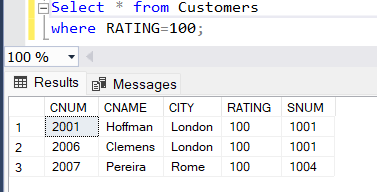 Select * from Customers
where RATING=100;
100 %
Results Messages
CNUM CNAME CITY RATING SNUM
1 2001 Hoffman London 100 1001
2 2006 Clemens London 100 1001
3 2007 Pereira Rome 100 1004